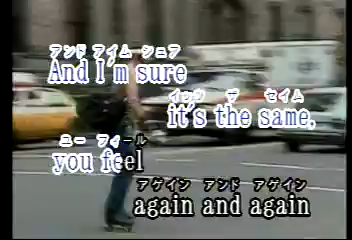 アンド アイム シュア
And I'm sure
イッツ ザ セイム
it's the same,
ユー フィール
you feel
アゲイン アンド アゲイン
again and again